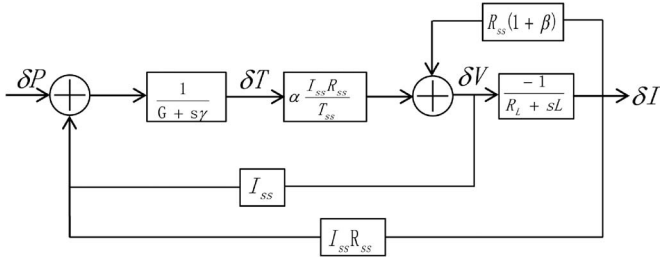 R_ss(1 + β)
δP
1 / (G + sγ)
δT
α I_ss R_ss / T_ss
δV
-1 / (R_L + sL)
δI
I_ss
I_ss R_ss